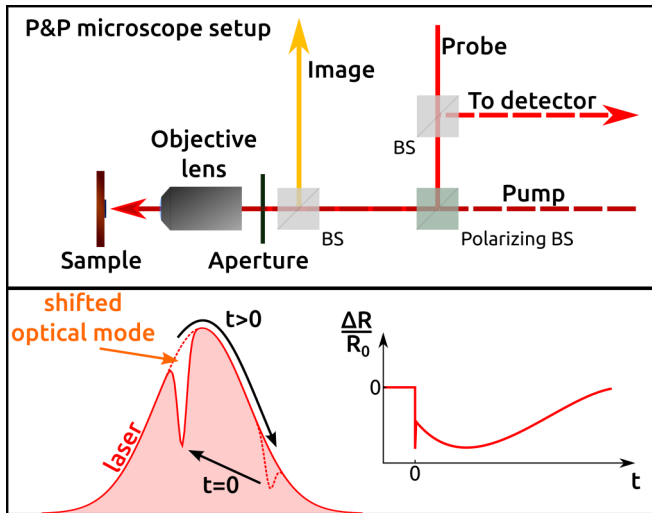 P&P microscope setup
Probe
Image
To detector
Objective
lens
BS
Pump
Sample
Aperture
BS
Polarizing BS
shifted
optical mode
t>0
laser
t=0
ΔR
R₀
0
0
t